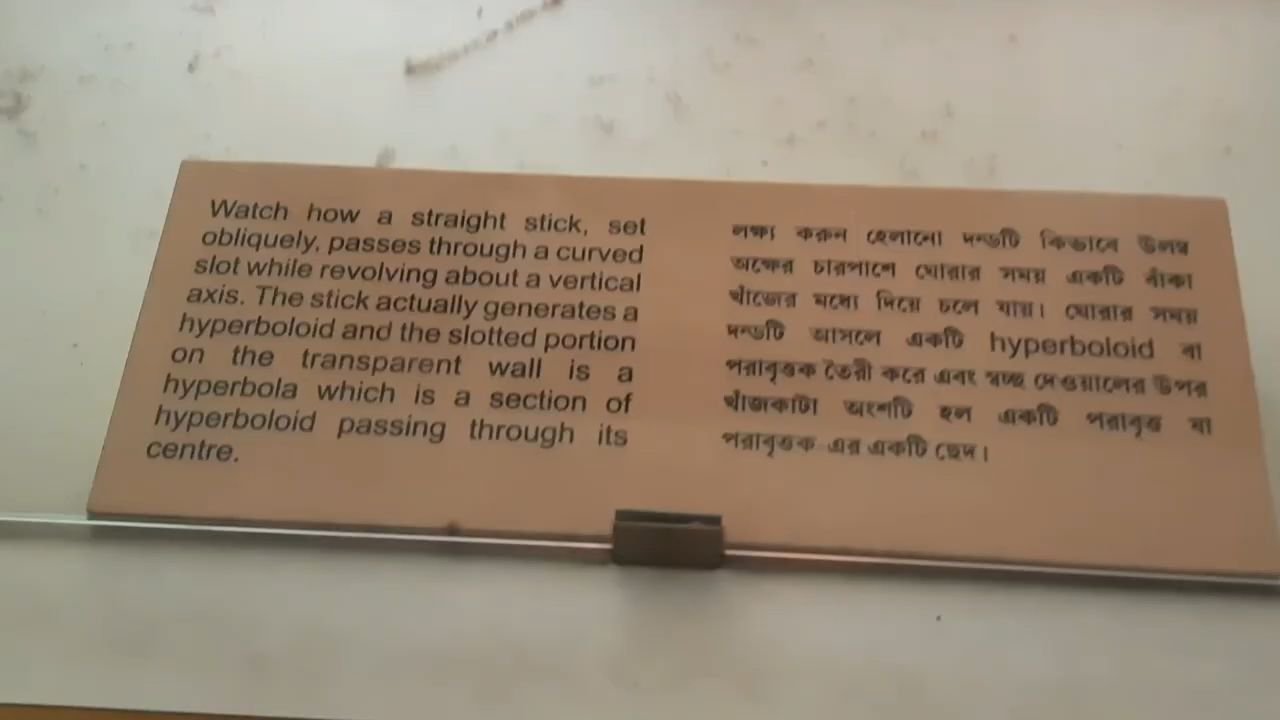 Watch how a straight stick, set
obliquely, passes through a curved
slot while revolving about a vertical
axis. The stick actually generates a
hyperboloid and the slotted portion
on the transparent wall is a
hyperbola which is a section of
hyperboloid passing through its
centre.
লক্ষ্য করুন হেলানো দন্ডটি কিভাবে উলম্ব
অক্ষের চারপাশে ঘোরার সময় একটি বাঁকা
খাঁজের মধ্যে দিয়ে চলে যায়। ঘোরার সময়
দন্ডটি আসলে একটি hyperboloid বা
পরাবৃত্তক তৈরী করে এবং স্বচ্ছ দেওয়ালের উপর
খাঁজকাটা অংশটি হল একটি পরাবৃত্ত যা
পরাবৃত্তক এর একটি ছেদ।